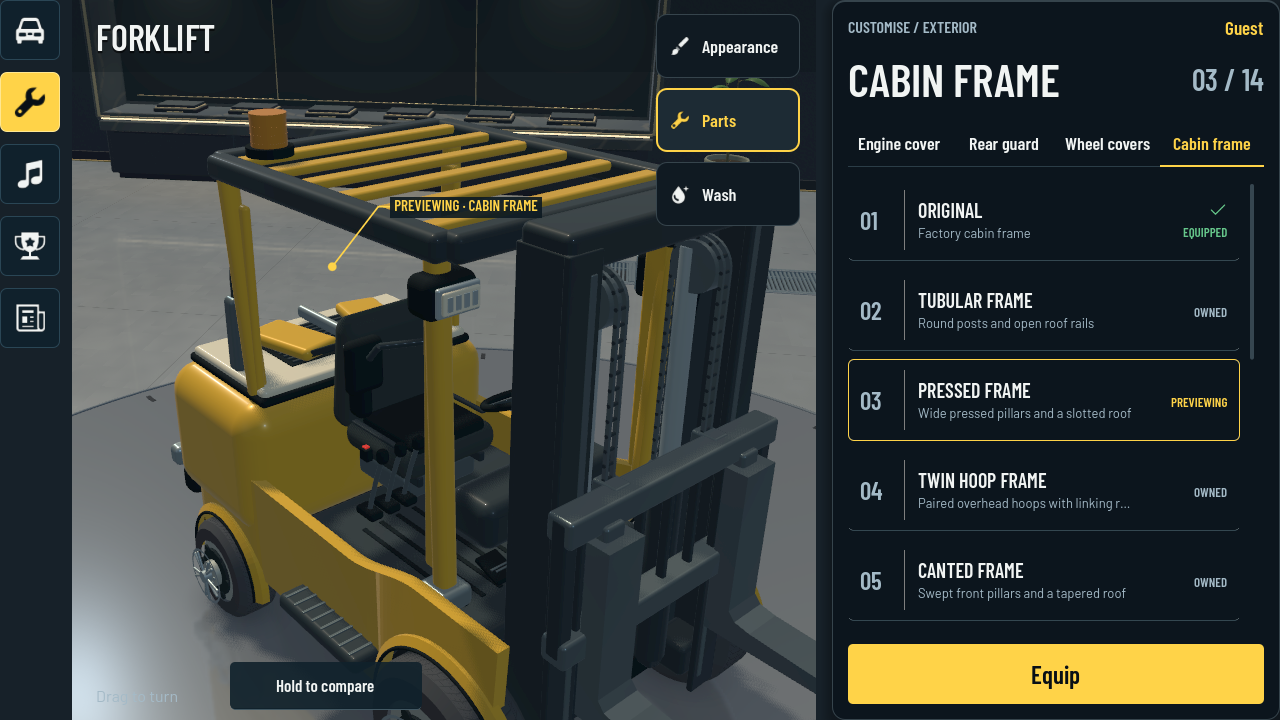 FORKLIFT
Appearance
Parts
Wash
PREVIEWING · CABIN FRAME
Hold to compare
Drag to turn
CUSTOMISE / EXTERIOR
Guest
CABIN FRAME
03 / 14
Engine cover
Rear guard
Wheel covers
Cabin frame
01
ORIGINAL
Factory cabin frame
EQUIPPED
02
TUBULAR FRAME
Round posts and open roof rails
OWNED
03
PRESSED FRAME
Wide pressed pillars and a slotted roof
PREVIEWING
04
TWIN HOOP FRAME
Paired overhead hoops with linking r...
OWNED
05
CANTED FRAME
Swept front pillars and a tapered roof
OWNED
Equip